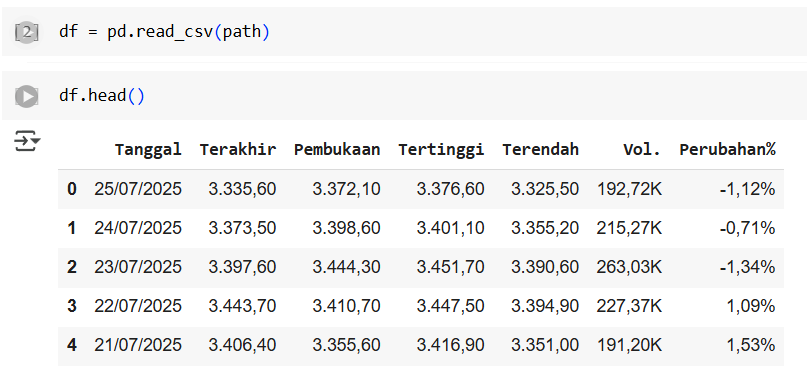 [2] df = pd.read_csv(path)
df.head()
Tanggal Terakhir Pembukaan Tertinggi Terendah Vol. Perubahan%
0 25/07/2025 3.335,60 3.372,10 3.376,60 3.325,50 192,72K -1,12%
1 24/07/2025 3.373,50 3.398,60 3.401,10 3.355,20 215,27K -0,71%
2 23/07/2025 3.397,60 3.444,30 3.451,70 3.390,60 263,03K -1,34%
3 22/07/2025 3.443,70 3.410,70 3.447,50 3.394,90 227,37K 1,09%
4 21/07/2025 3.406,40 3.355,60 3.416,90 3.351,00 191,20K 1,53%